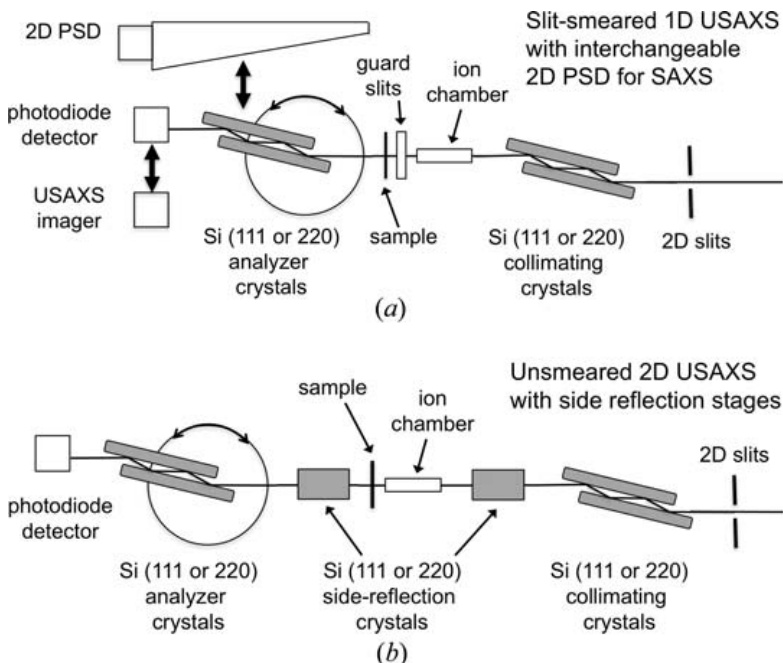 2D PSD
Slit-smeared 1D USAXS
with interchangeable
2D PSD for SAXS
guard
slits
ion
chamber
photodiode
detector
USAXS
imager
Si (111 or 220)
analyzer
crystals
sample
Si (111 or 220)
collimating
crystals
2D slits
(a)
Unsmeared 2D USAXS
with side reflection stages
sample
ion
chamber
2D slits
photodiode
detector
Si (111 or 220)
analyzer
crystals
Si (111 or 220)
side-reflection
crystals
Si (111 or 220)
collimating
crystals
(b)